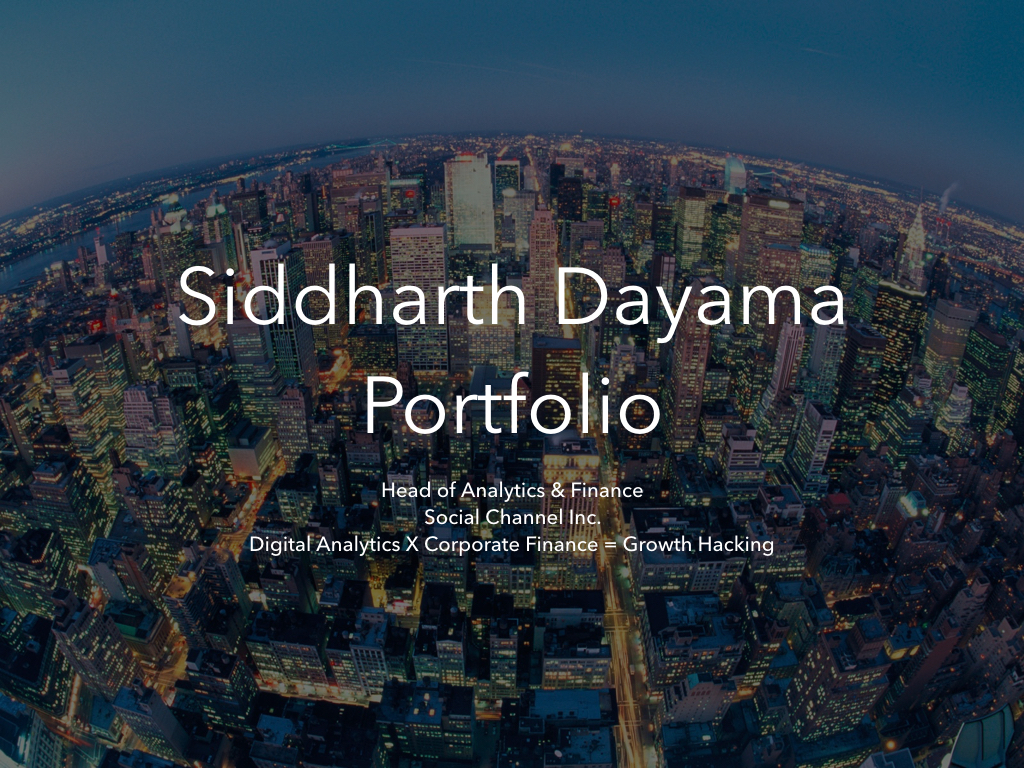 Siddharth Dayama
Portfolio
Head of Analytics & Finance
Social Channel Inc.
Digital Analytics X Corporate Finance = Growth Hacking